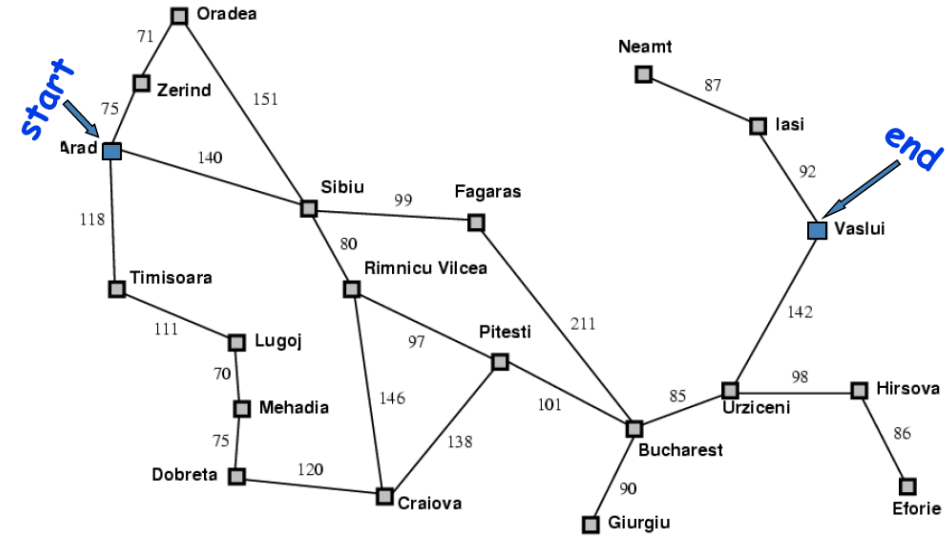 Oradea
71
Neamt
Zerind
87
start
75
151
Iasi
Arad
140
end
92
Sibiu
Fagaras
99
118
80
Vaslui
Rimnicu Vilcea
Timisoara
211
142
111
Pitesti
Lugoj
97
70
98
Hirsova
146
101
85
Urziceni
Mehadia
75
138
86
Bucharest
Dobreta
120
90
Craiova
Eforie
Giurgiu